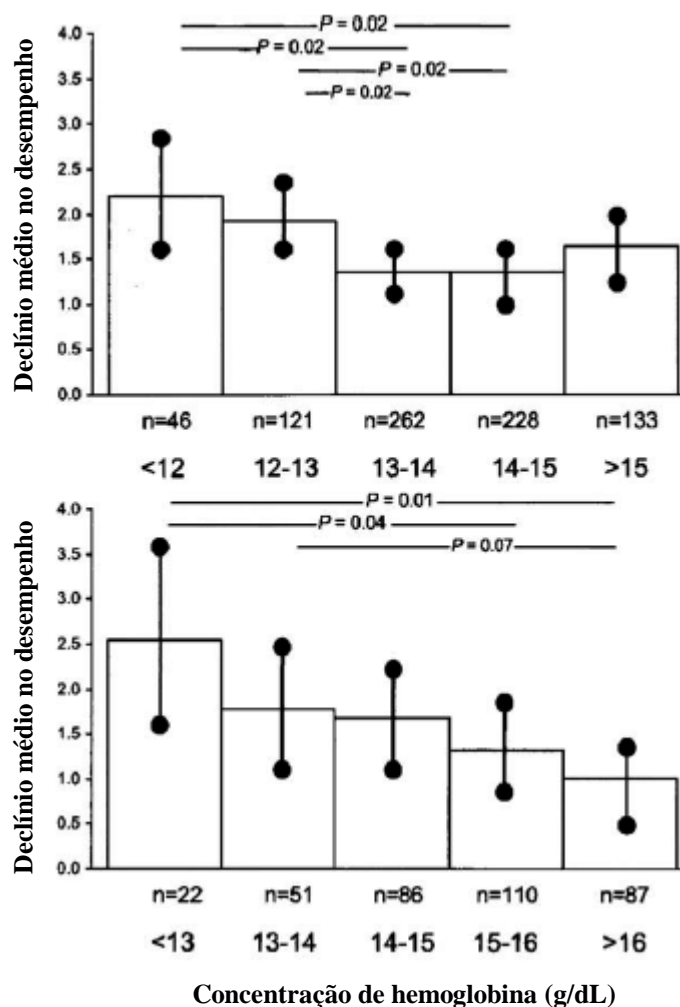 P = 0.02
P = 0.02
P = 0.02
P = 0.02
Declínio médio no desempenho
4.0
3.5
3.0
2.5
2.0
1.5
1.0
0.5
0.0
n=46 n=121 n=262 n=228 n=133
<12 12-13 13-14 14-15 >15
P = 0.01
P = 0.04
P = 0.07
Declínio médio no desempenho
4.0
3.5
3.0
2.5
2.0
1.5
1.0
0.5
0.0
n=22 n=51 n=86 n=110 n=87
<13 13-14 14-15 15-16 >16
Concentração de hemoglobina (g/dL)